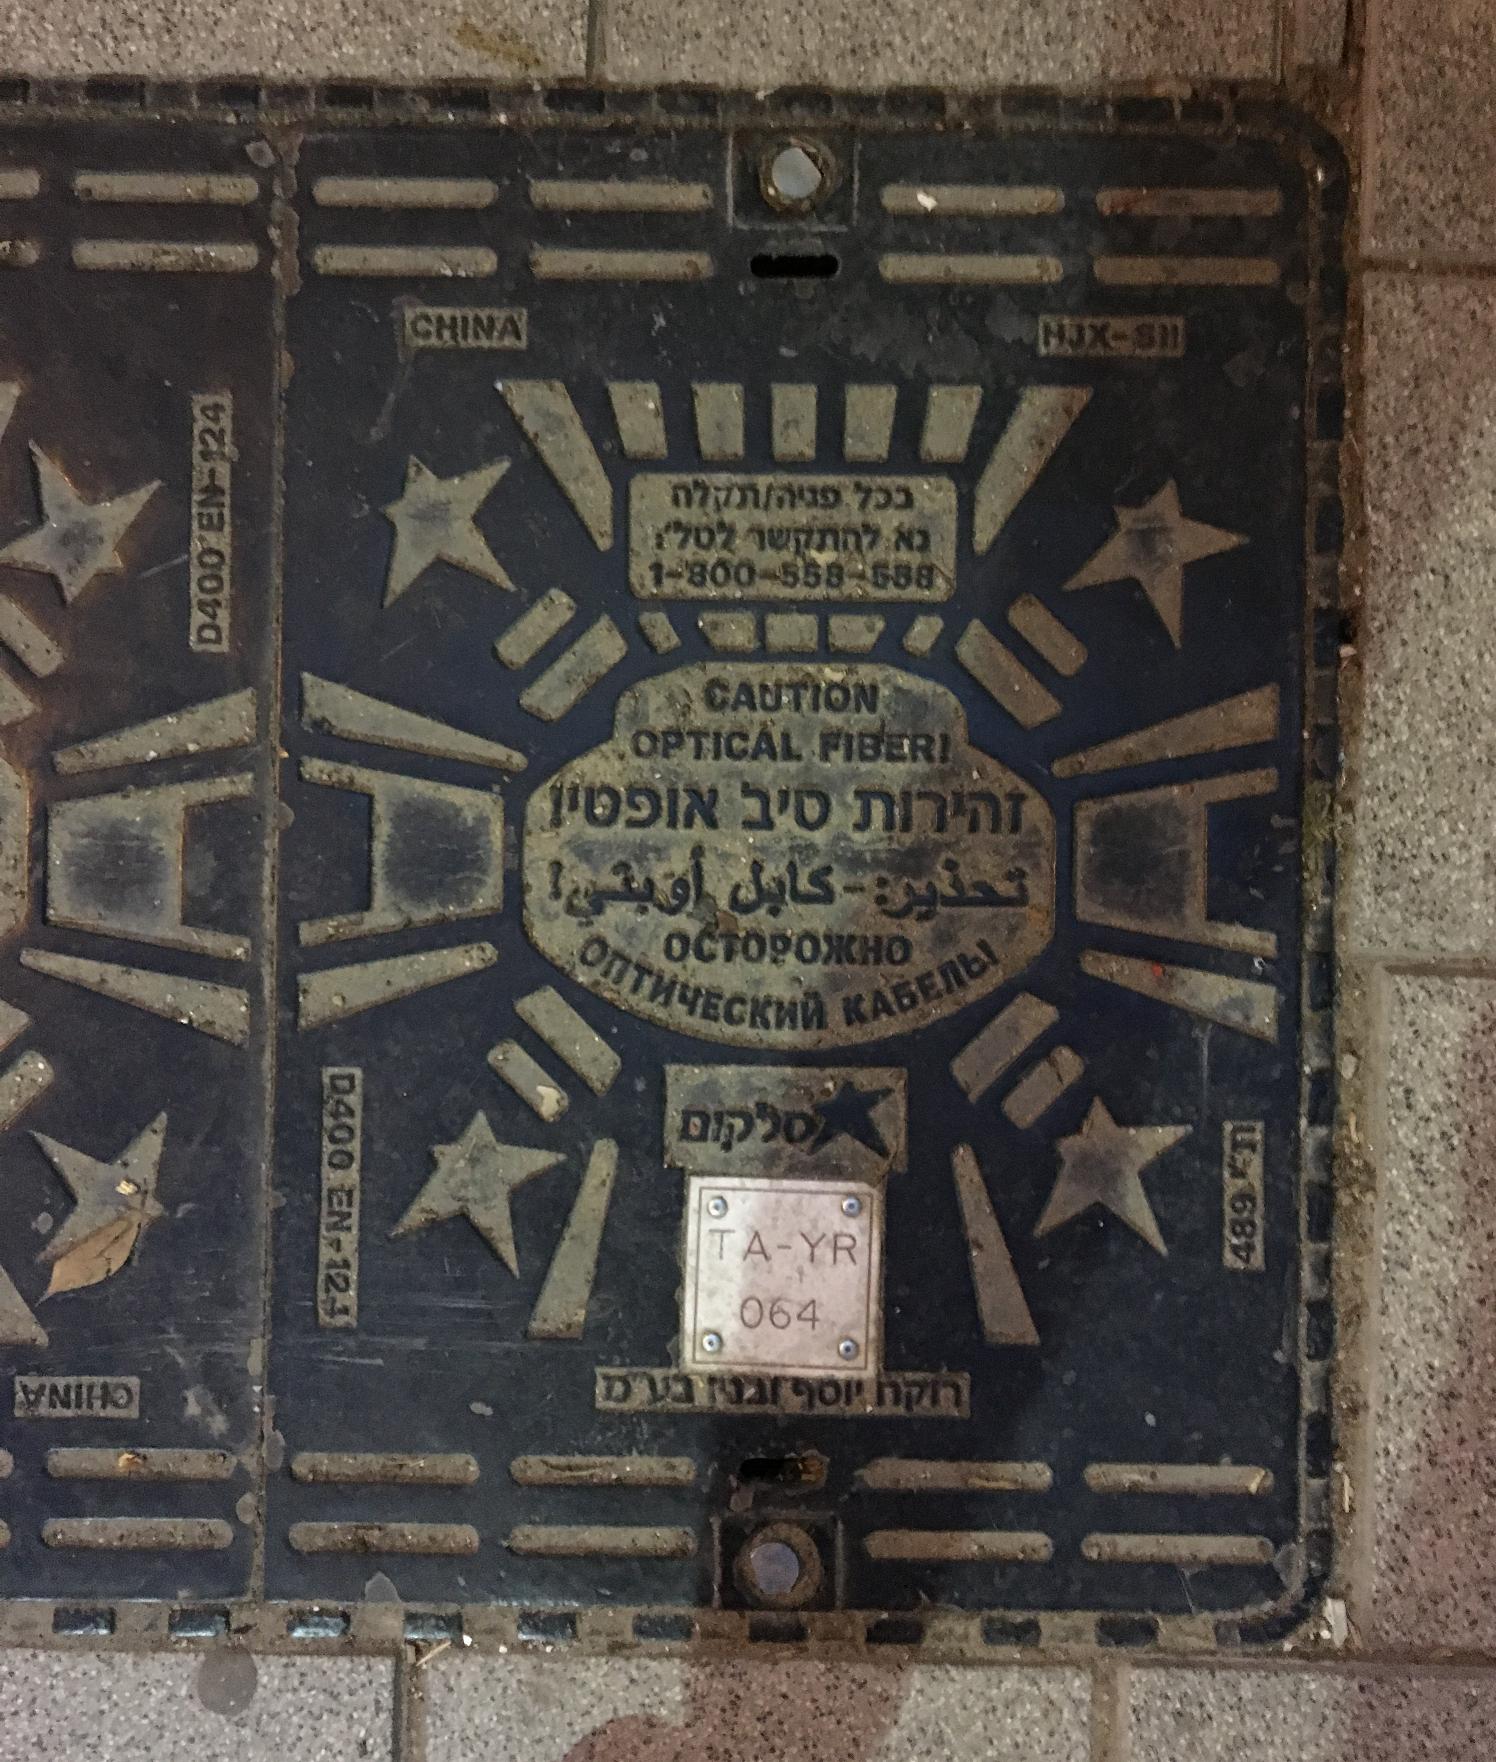 CHINA
HJX-S11
D400 EN-124
בכל פניה/תקלה
נא להתקשר לטל':
1-800-558-588
CAUTION
OPTICAL FIBER!
זהירות סיב אופטי!
تحذير:-كابل أوبتي!
ОСТОРОЖНО
ОПТИЧЕСКИЙ КАБЕЛЫ
D400 EN-124
סלקום
ת"י 489
TA-YR
064
CHINA
רוקח יוסף ובניו בע"מ